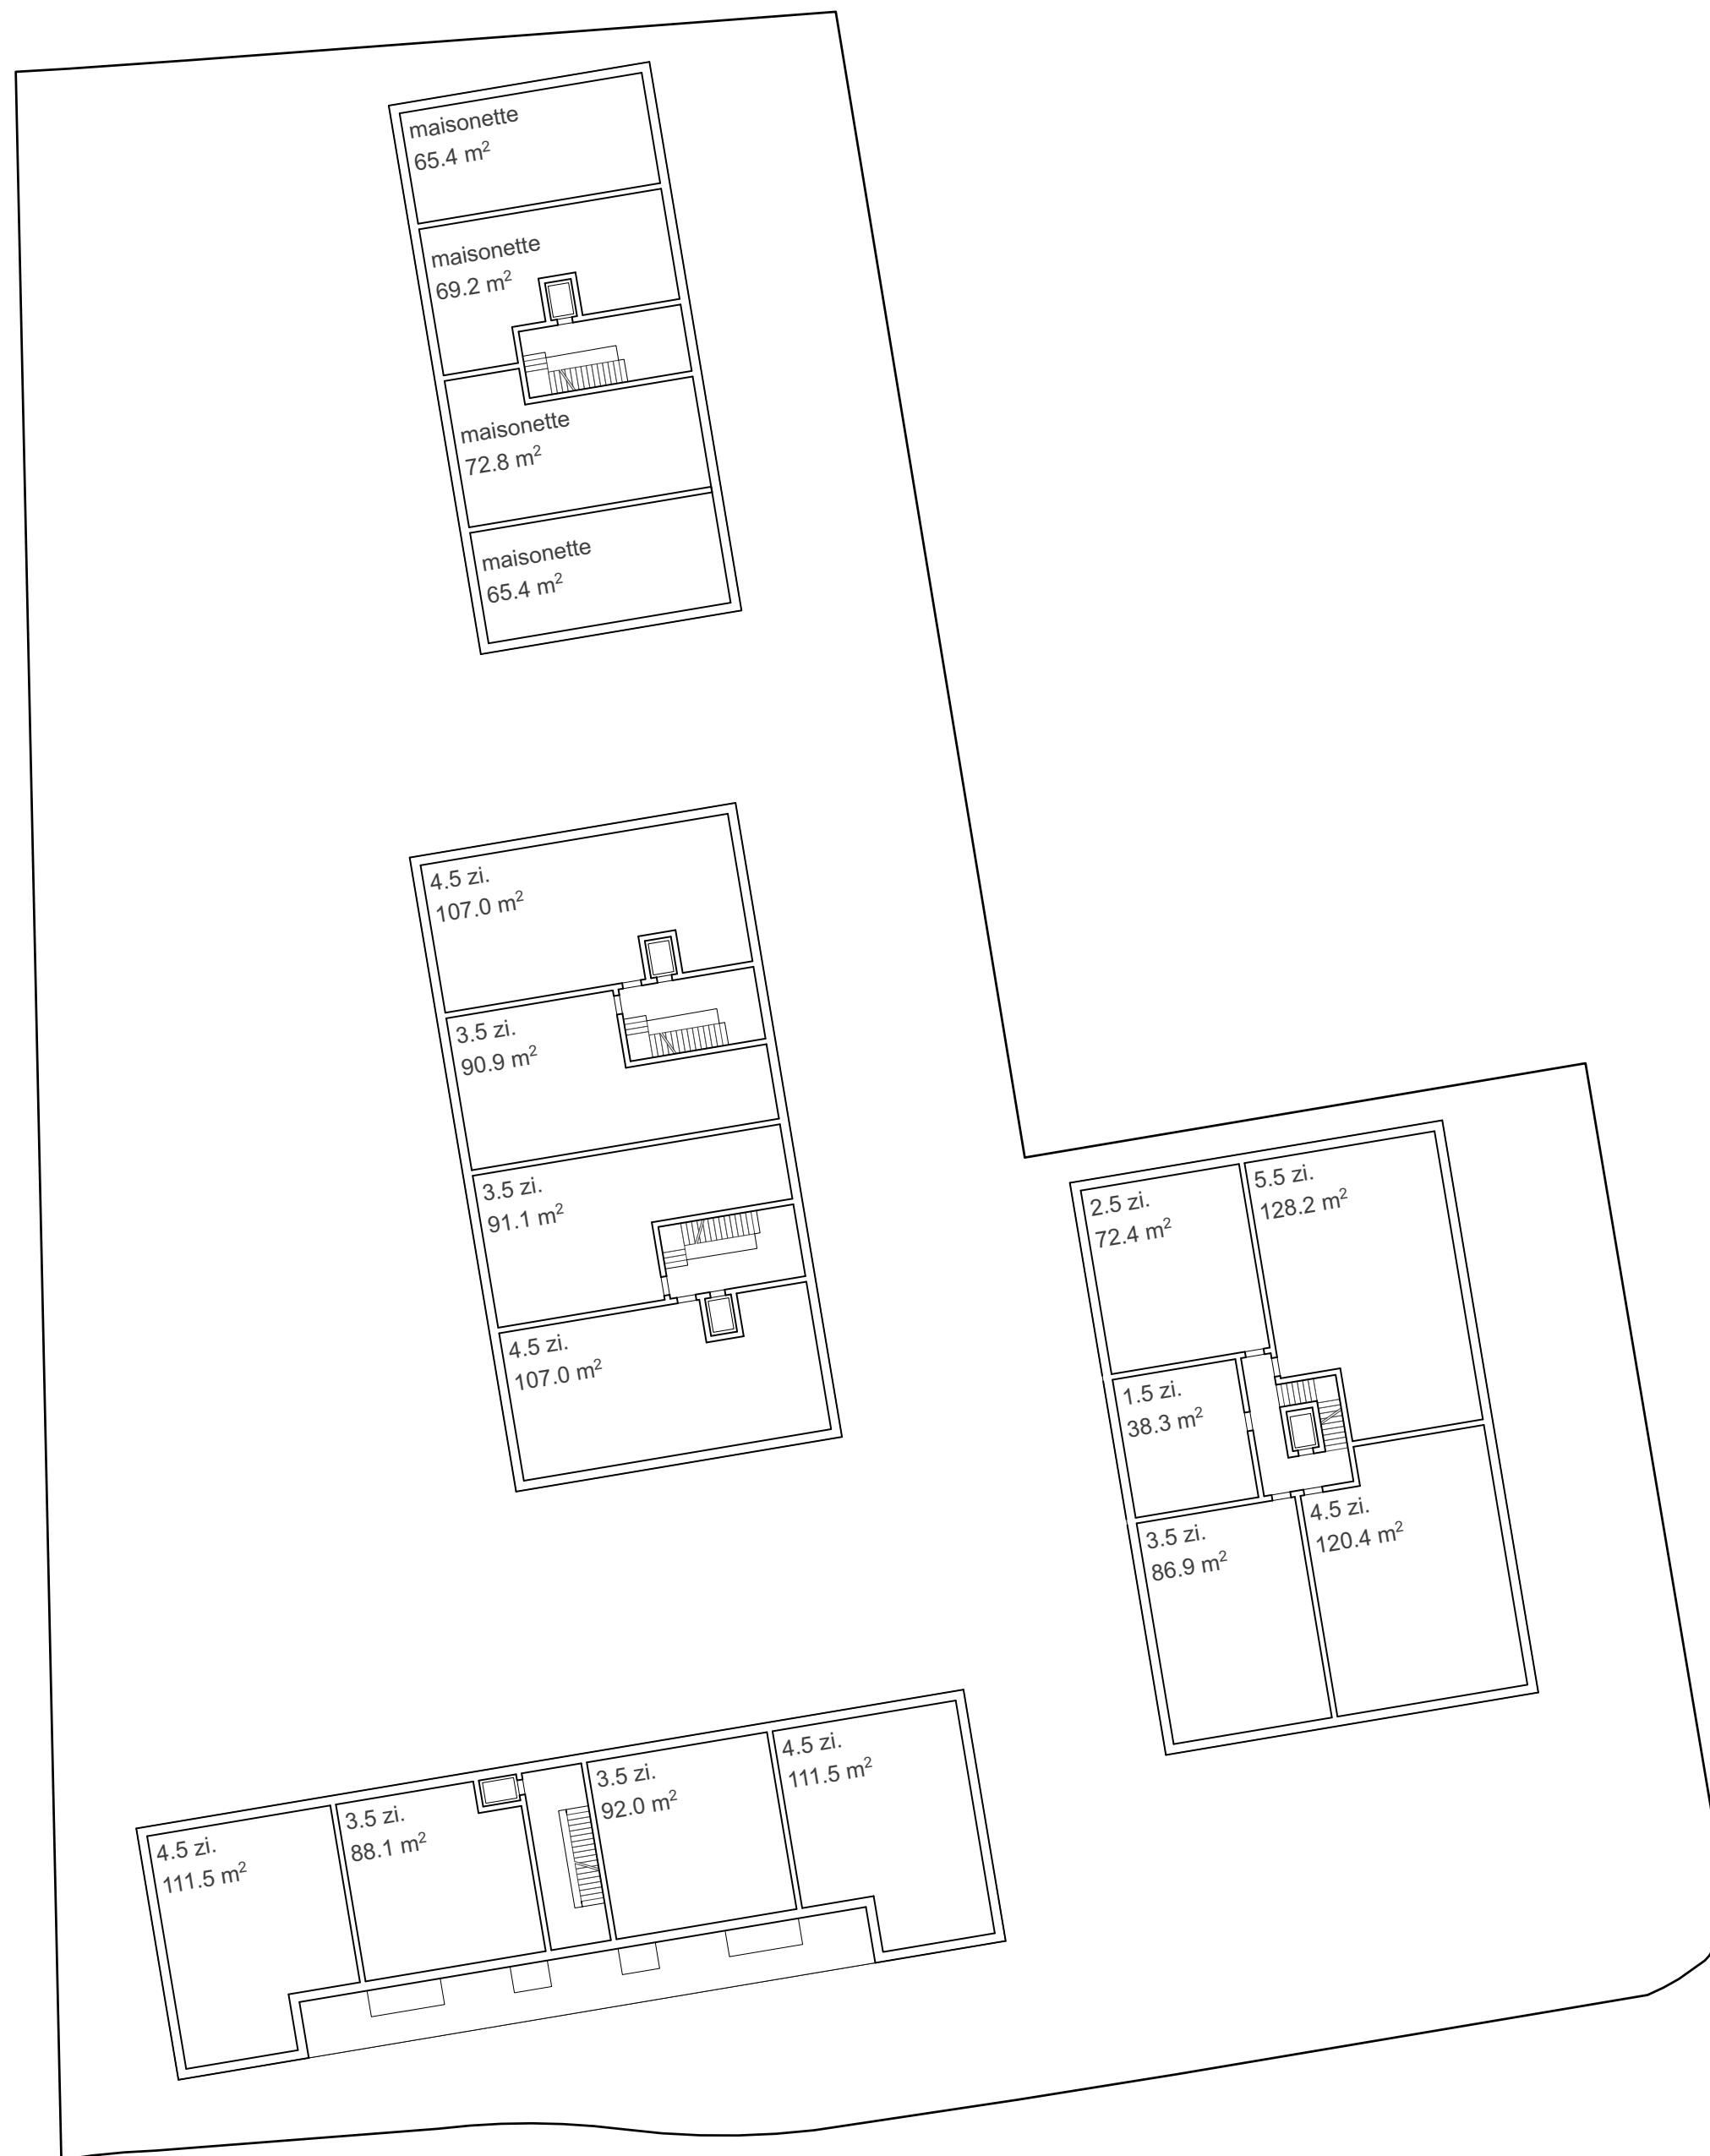 maisonette
65.4 m²
maisonette
69.2 m²
maisonette
72.8 m²
maisonette
65.4 m²
4.5 zi.
107.0 m²
3.5 zi.
90.9 m²
3.5 zi.
91.1 m²
4.5 zi.
107.0 m²
2.5 zi.
72.4 m²
5.5 zi.
128.2 m²
1.5 zi.
38.3 m²
3.5 zi.
86.9 m²
4.5 zi.
120.4 m²
4.5 zi.
111.5 m²
3.5 zi.
88.1 m²
3.5 zi.
92.0 m²
4.5 zi.
111.5 m²